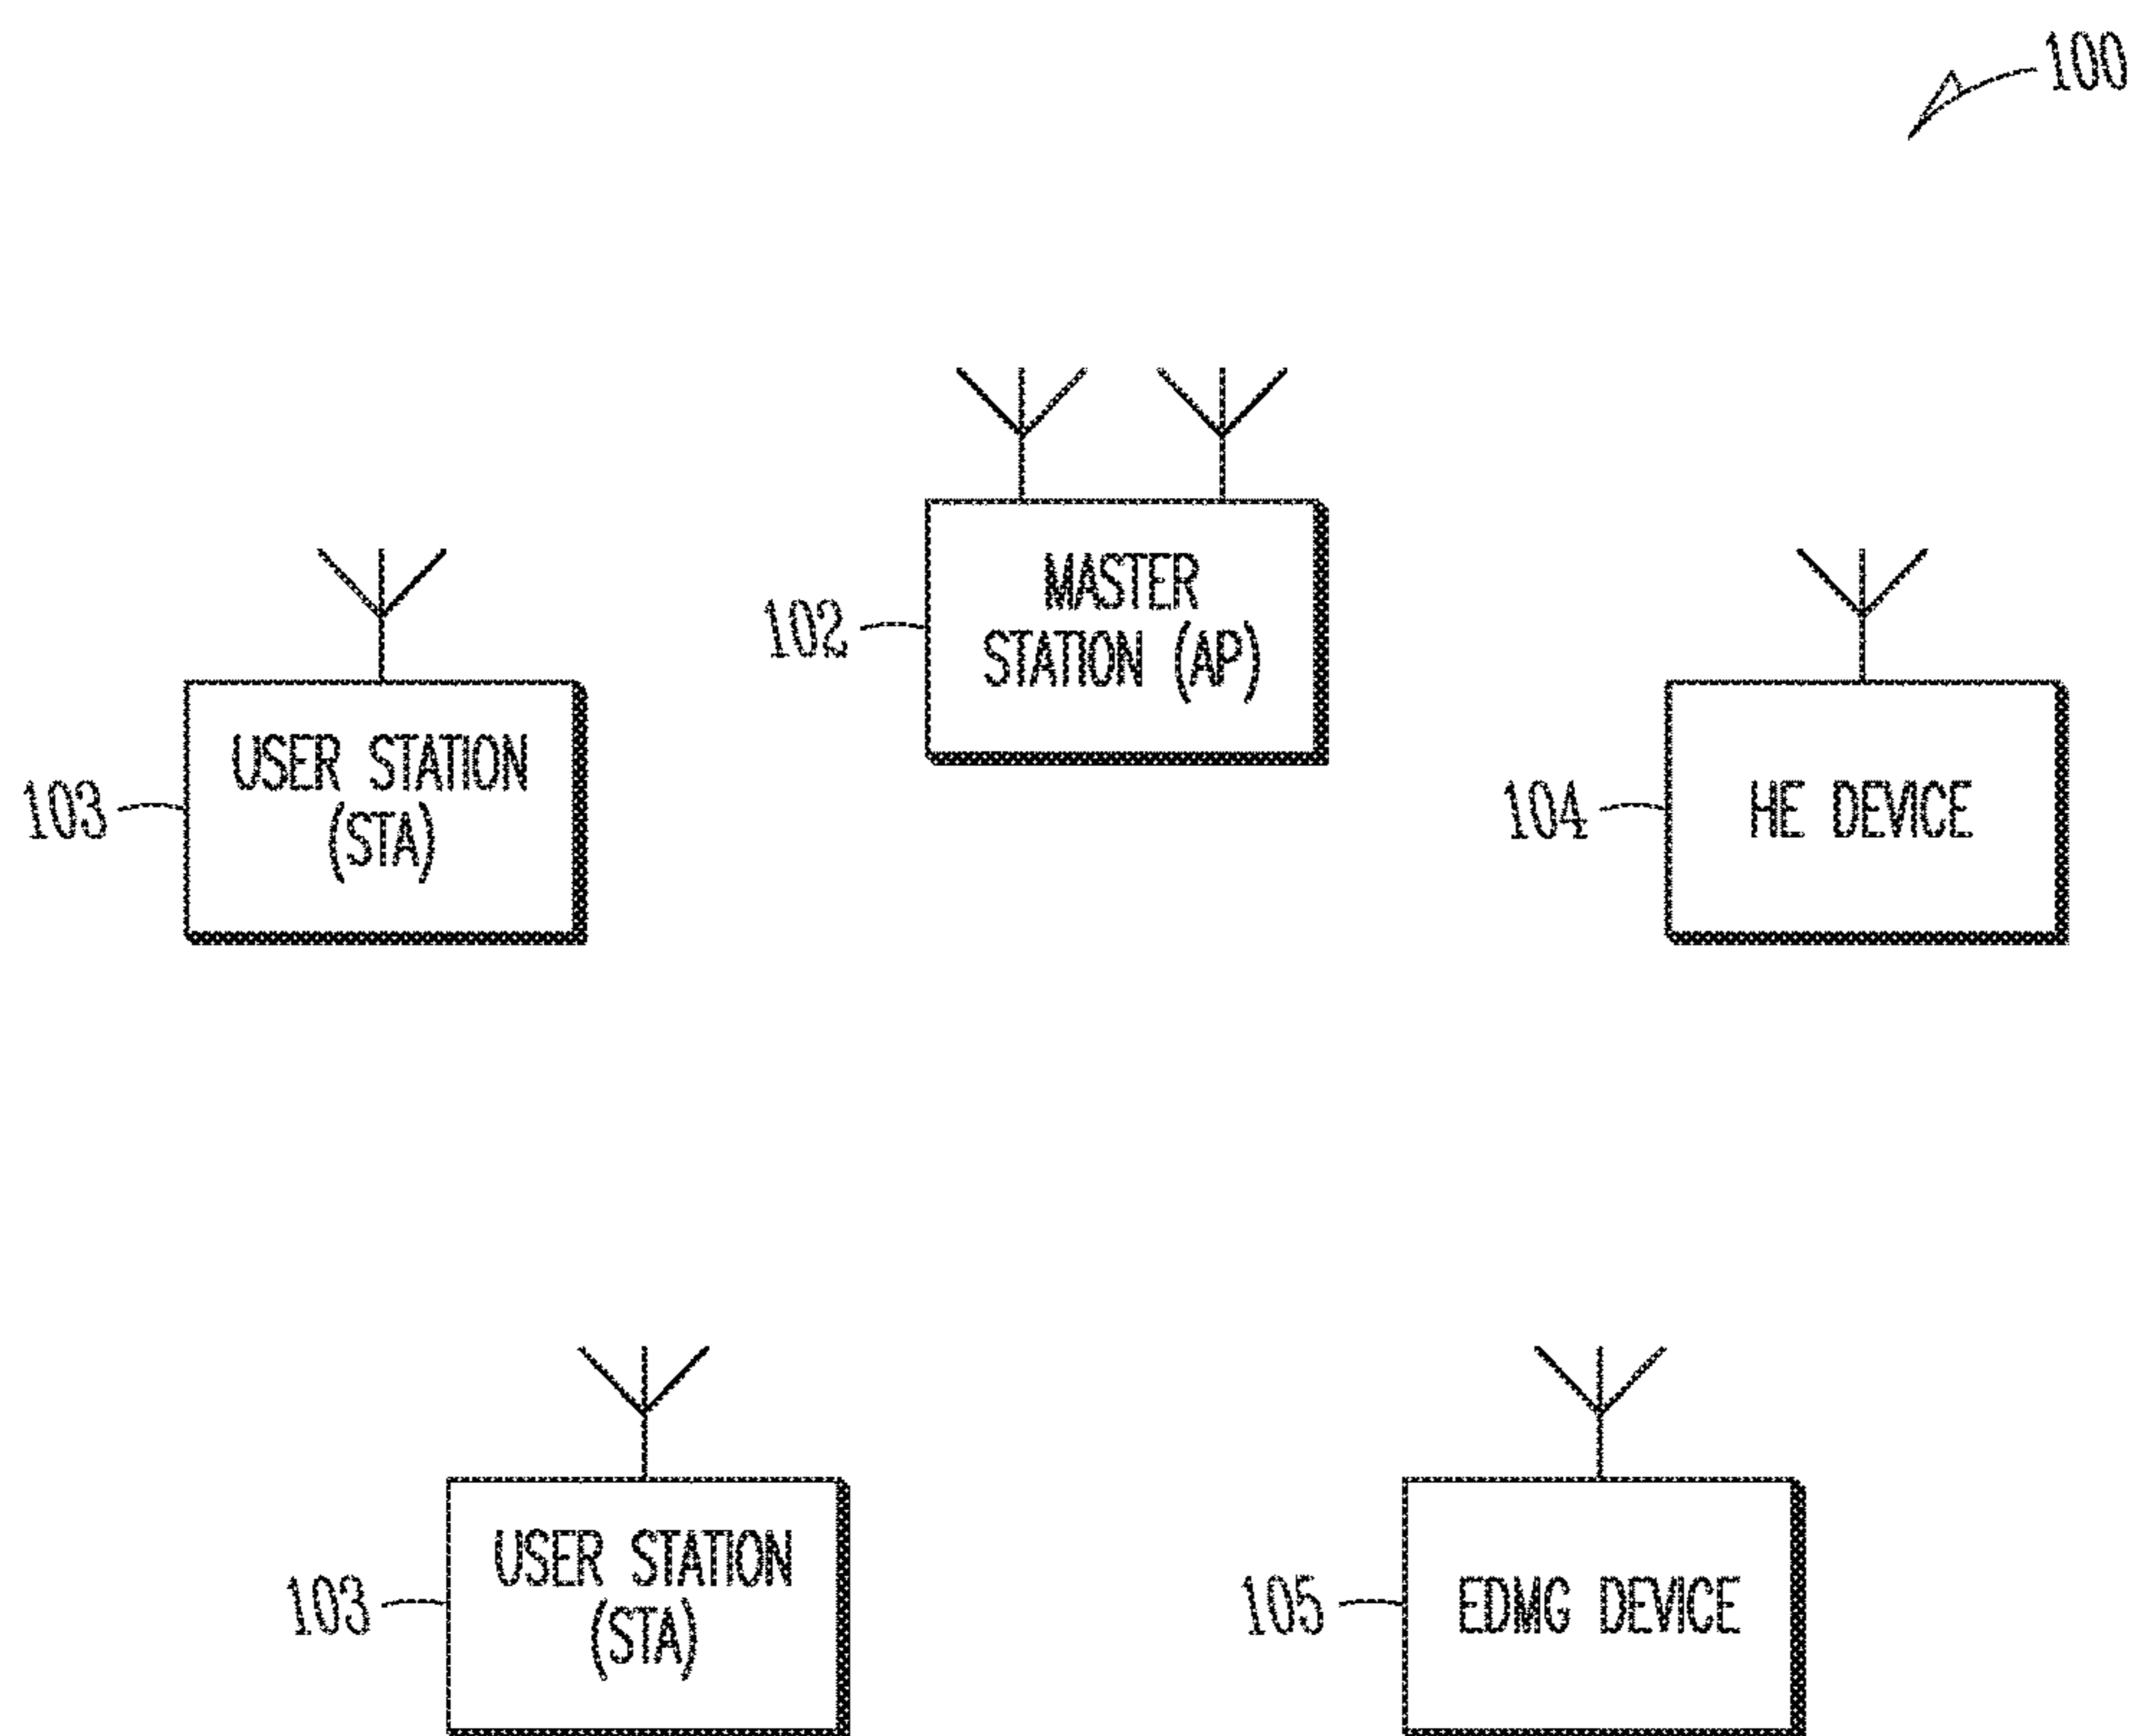 100
102
MASTER
STATION (AP)
103
USER STATION
(STA)
104
HE DEVICE
103
USER STATION
(STA)
105
EDMG DEVICE